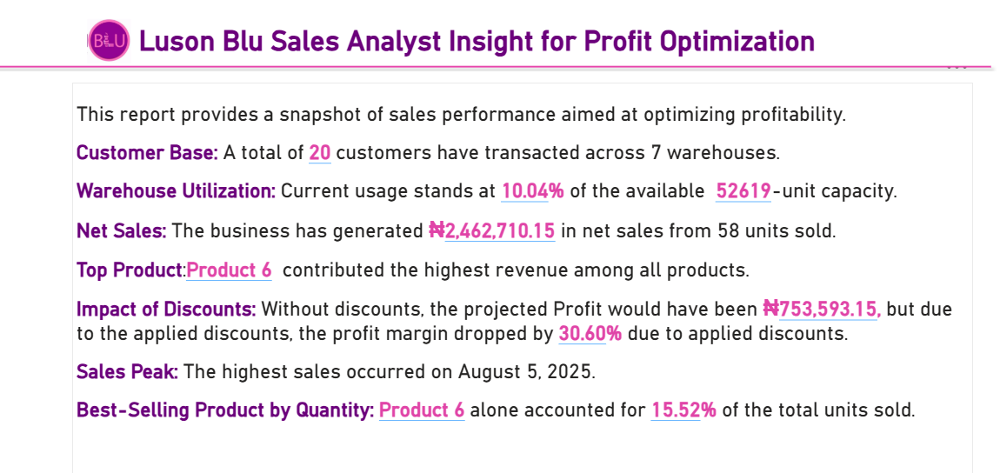 BLU
Luson Blu Sales Analyst Insight for Profit Optimization
This report provides a snapshot of sales performance aimed at optimizing profitability.
Customer Base: A total of 20 customers have transacted across 7 warehouses.
Warehouse Utilization: Current usage stands at 10.04% of the available 52619-unit capacity.
Net Sales: The business has generated ₦2,462,710.15 in net sales from 58 units sold.
Top Product:Product 6 contributed the highest revenue among all products.
Impact of Discounts: Without discounts, the projected Profit would have been ₦753,593.15, but due
to the applied discounts, the profit margin dropped by 30.60% due to applied discounts.
Sales Peak: The highest sales occurred on August 5, 2025.
Best-Selling Product by Quantity: Product 6 alone accounted for 15.52% of the total units sold.